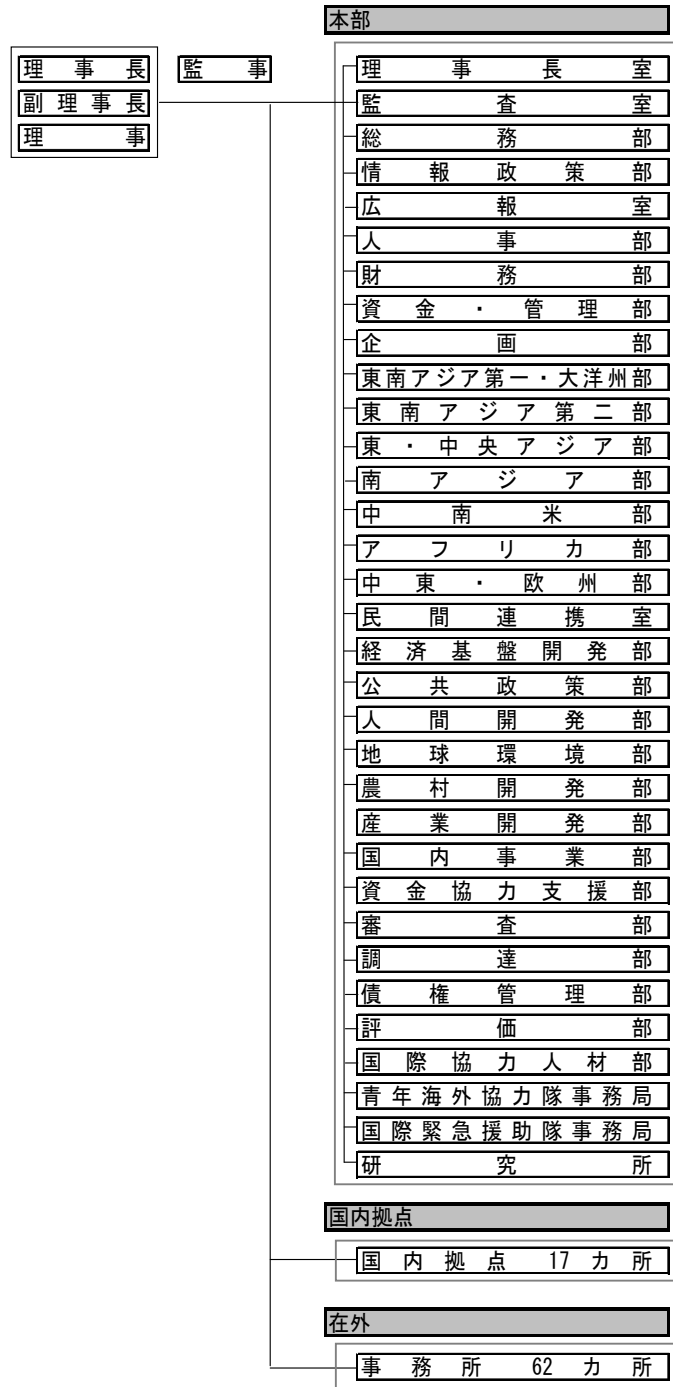 本部
理事長 監事
副理事長
理事
理事長室
監査室
総務部
情報政策部
広報室
人事部
財務部
資金・管理部
企画部
東南アジア第一・大洋州部
東南アジア第二部
東・中央アジア部
南アジア部
中南米部
アフリカ部
中東・欧州部
民間連携室
経済基盤開発部
公共政策部
人間開発部
地球環境部
農村開発部
産業開発部
国内事業部
資金協力支援部
審査部
調達部
債権管理部
評価部
国際協力人材部
青年海外協力隊事務局
国際緊急援助隊事務局
研究所
国内拠点
国内拠点 17カ所
在外
事務所 62カ所